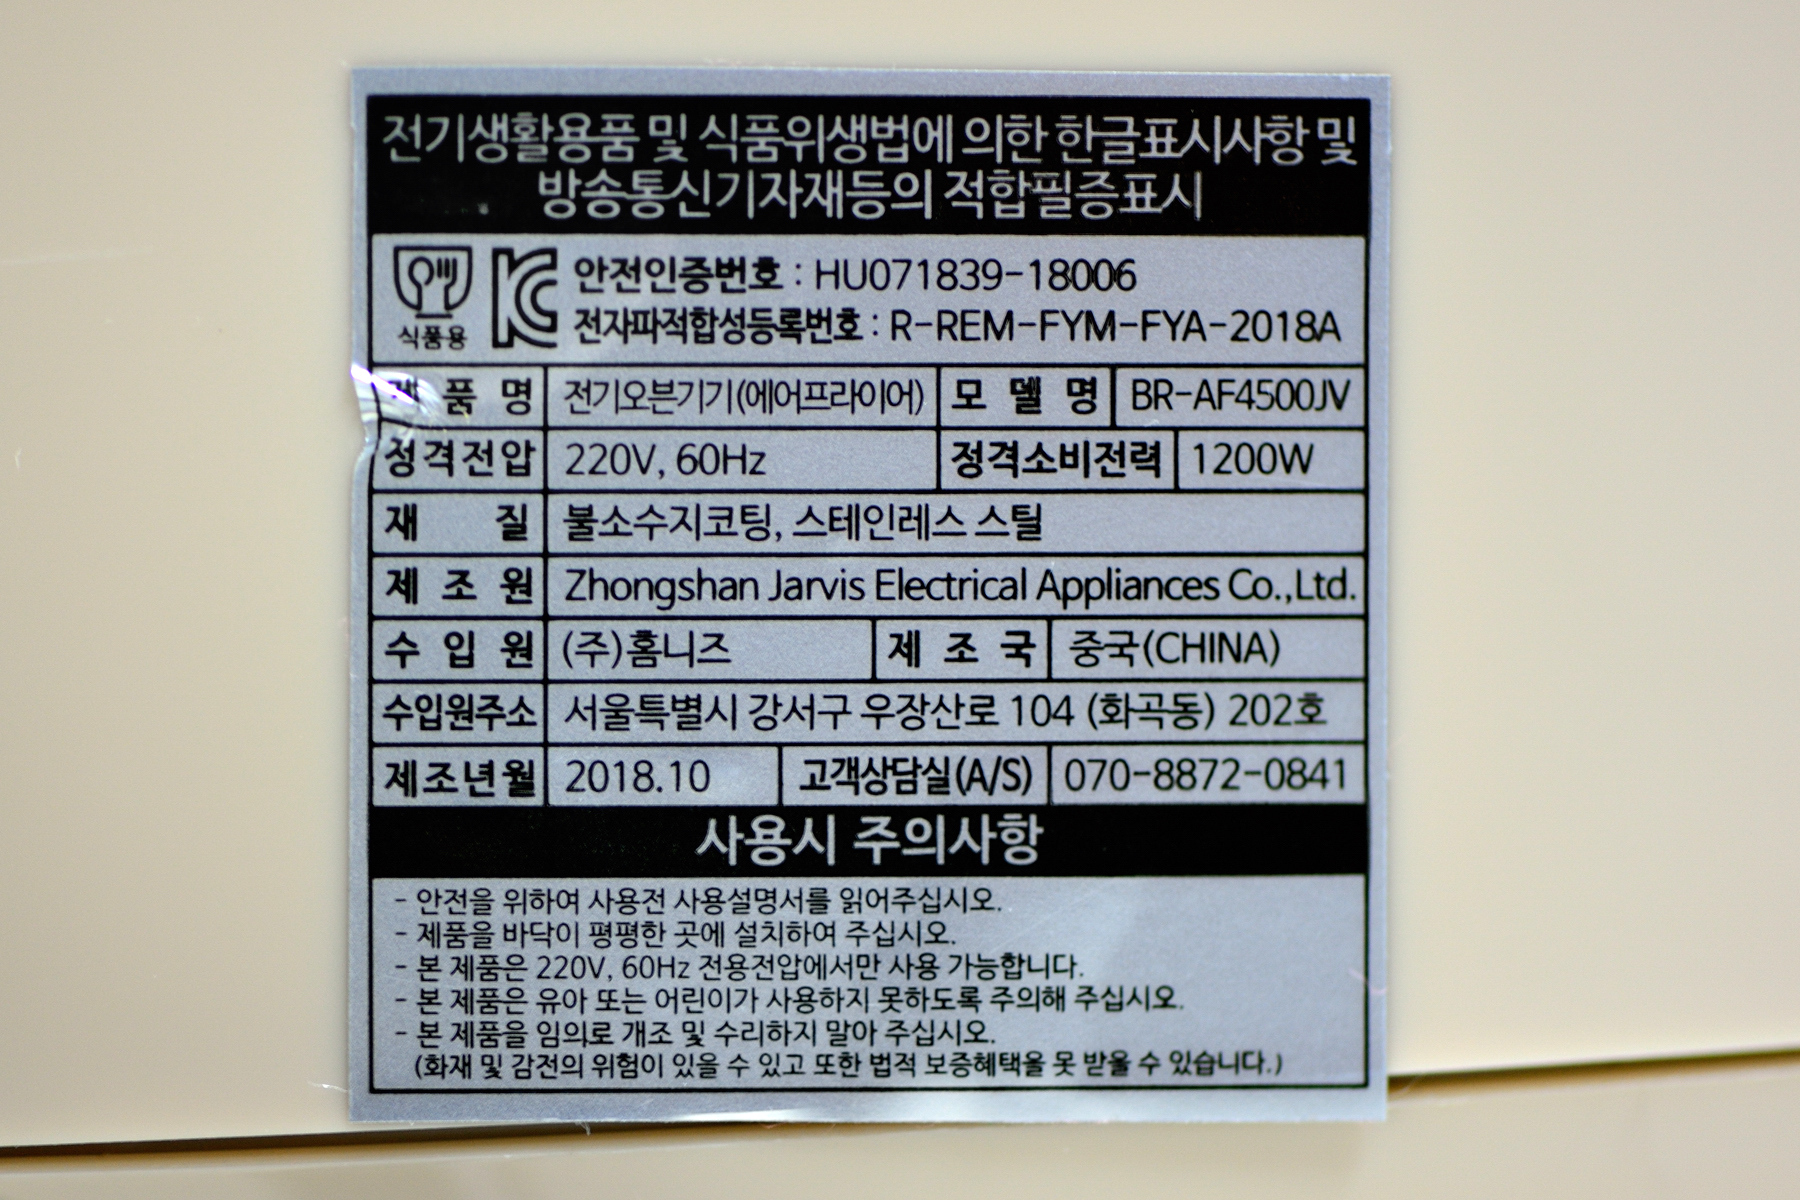 전기생활용품 및 식품위생법에 의한 한글표시사항 및
방송통신기자재등의 적합필증표시
식품용
안전인증번호 : HU071839-18006
전자파적합성등록번호 : R-REM-FYM-FYA-2018A
제 품 명 전기오븐기기(에어프라이어) 모 델 명 BR-AF4500JV
정격전압 220V, 60Hz 정격소비전력 1200W
재 질 불소수지코팅, 스테인레스 스틸
제 조 원 Zhongshan Jarvis Electrical Appliances Co.,Ltd.
수 입 원 (주)홈니즈 제 조 국 중국(CHINA)
수입원주소 서울특별시 강서구 우장산로 104 (화곡동) 202호
제조년월 2018.10 고객상담실(A/S) 070-8872-0841
사용시 주의사항
- 안전을 위하여 사용전 사용설명서를 읽어주십시오.
- 제품을 바닥이 평평한 곳에 설치하여 주십시오.
- 본 제품은 220V, 60Hz 전용전압에서만 사용 가능합니다.
- 본 제품은 유아 또는 어린이가 사용하지 못하도록 주의해 주십시오.
- 본 제품을 임의로 개조 및 수리하지 말아 주십시오.
(화재 및 감전의 위험이 있을 수 있고 또한 법적 보증혜택을 못 받을 수 있습니다.)